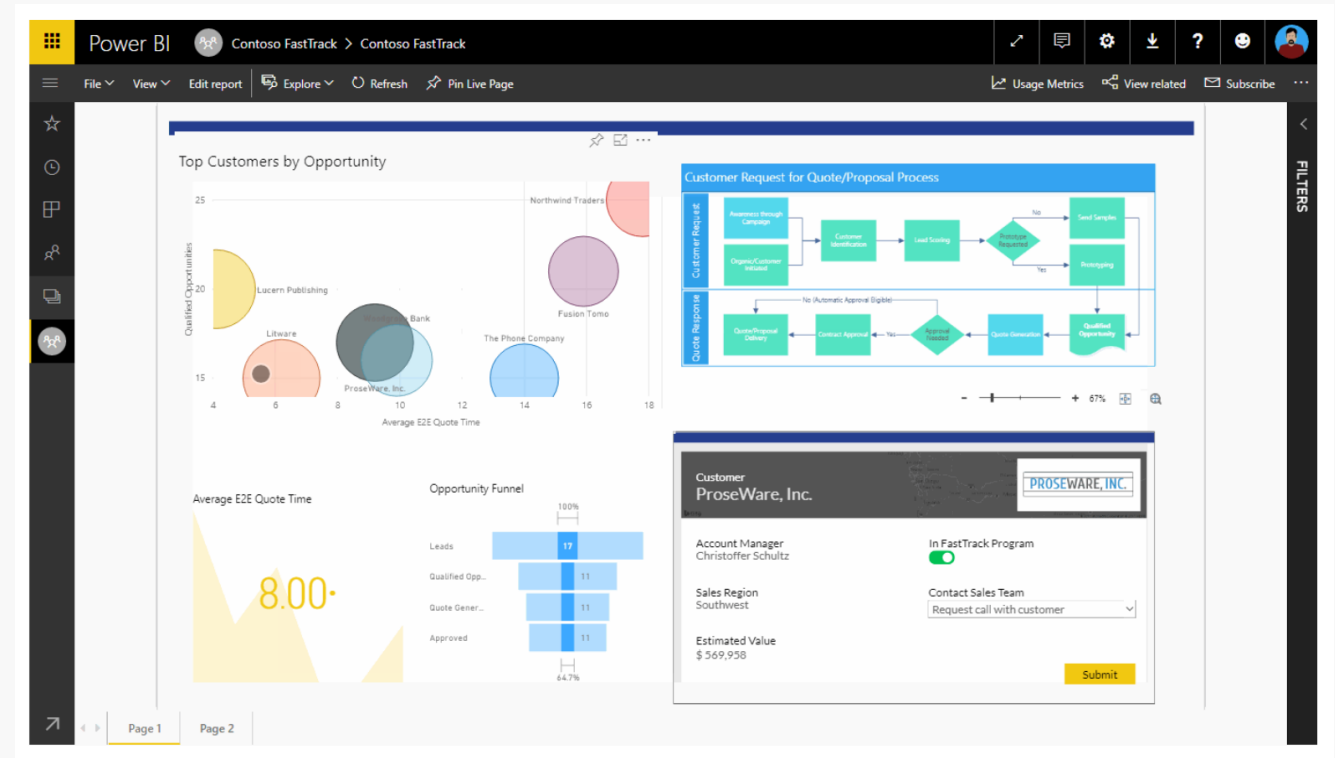 Power BI
Contoso FastTrack > Contoso FastTrack
?
File
View
Edit report
Explore
Refresh
Pin Live Page
Usage Metrics
View related
Subscribe
FILTERS
Top Customers by Opportunity
Qualified Opportunities
25
20
15
Northwind Traders
Lucern Publishing
Fusion Tomo
Bank
Litware
The Phone Company
ProseWare, Inc.
4 6 8 10 12 14 16 18
Average E2E Quote Time
Customer Request for Quote/Proposal Process
Customer Request
Awareness through
Campaign
Organic/Customer
Initiated
Customer
Identification
Lead Scoring
Prototype
Requested
No
Yes
Send Samples
Prototyping
Quote Response
No (Automatic Approval Eligible)
Quote/Proposal
Delivery
Contract Approval
Yes
Approval
Needed
Quote Generation
Qualified
Opportunity
- + 67%
Average E2E Quote Time
8.00
Opportunity Funnel
100%
Leads 17
Qualified Opp... 11
Quote Gener... 11
Approved 11
64.7%
Customer
ProseWare, Inc.
PROSEWARE, INC.
Account Manager
Christoffer Schultz
In FastTrack Program
Sales Region
Southwest
Contact Sales Team
Request call with customer
Estimated Value
$ 569,958
Submit
Page 1
Page 2